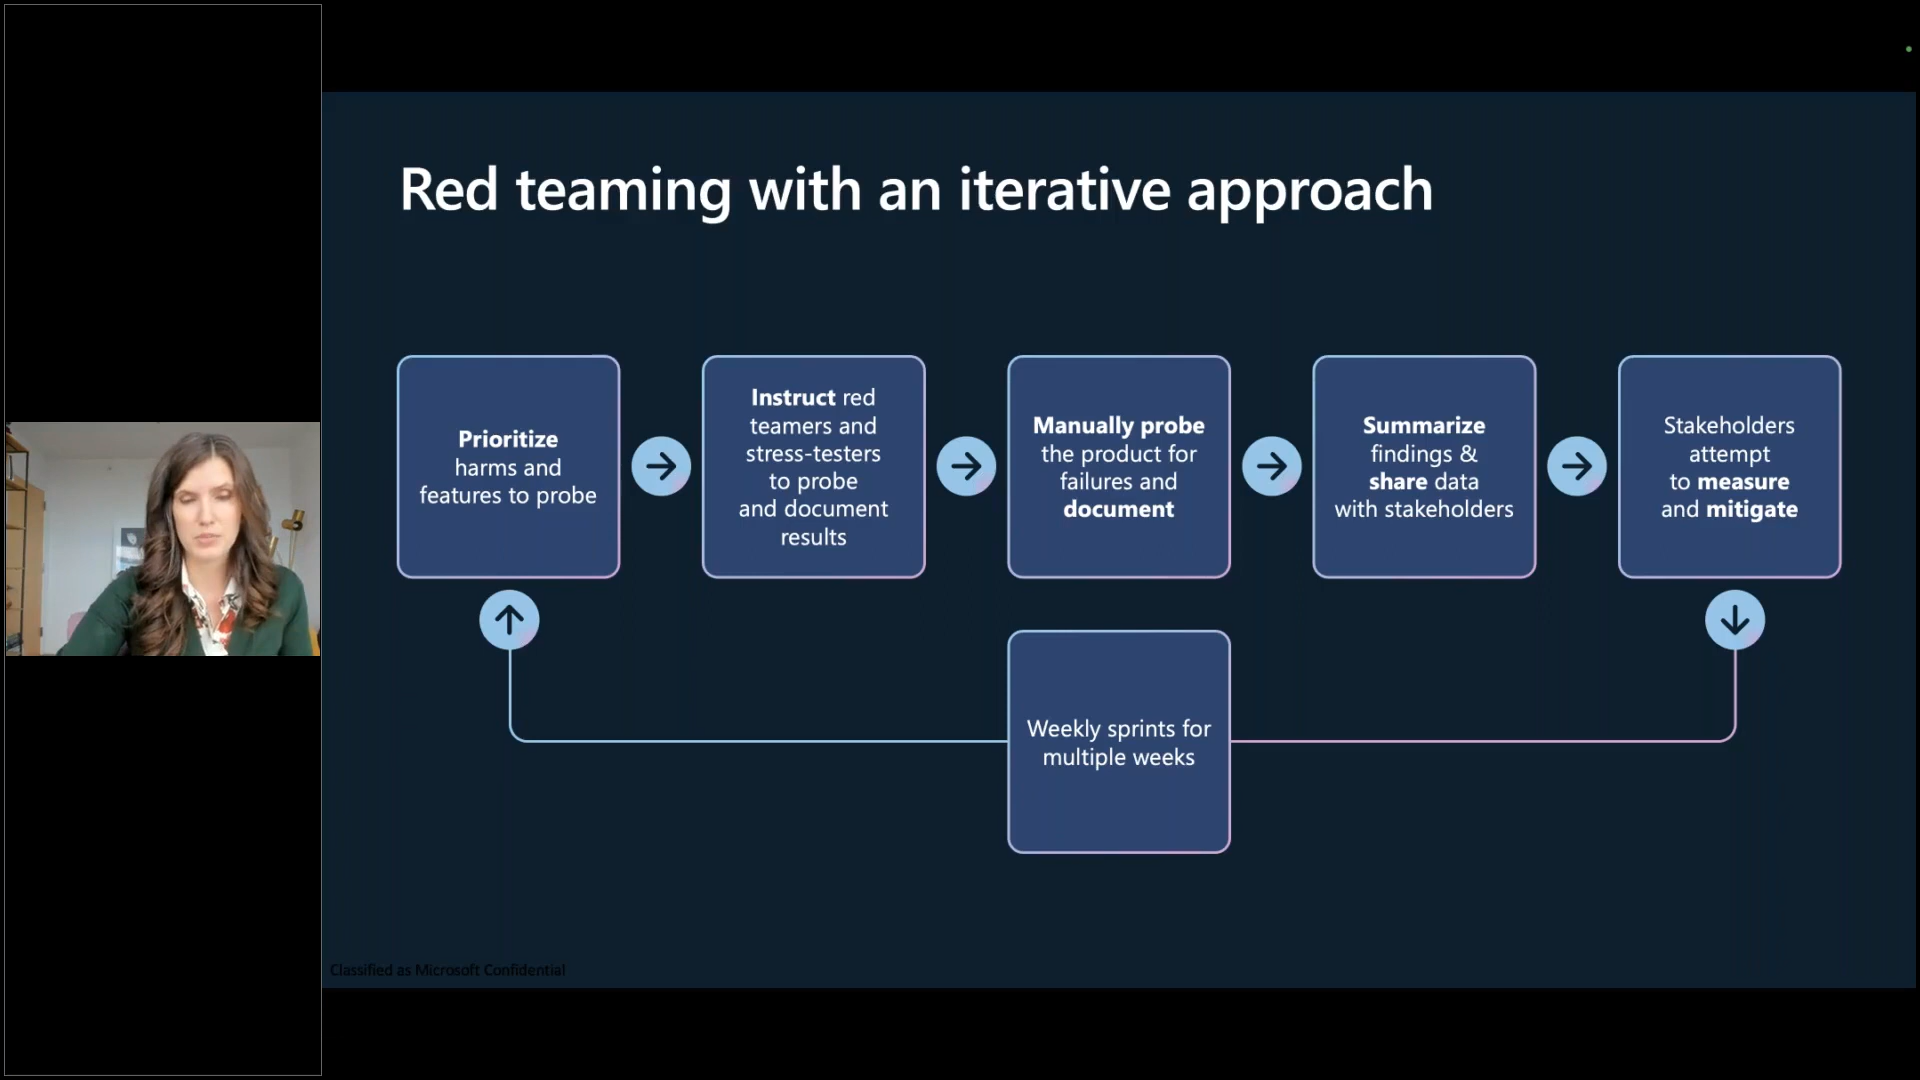 Red teaming with an iterative approach
Prioritize
harms and
features to probe
Instruct red
teamers and
stress-testers
to probe
and document
results
Manually probe
the product for
failures and
document
Summarize
findings &
share data
with stakeholders
Stakeholders
attempt
to measure
and mitigate
Weekly sprints for
multiple weeks
Classified as Microsoft Confidential